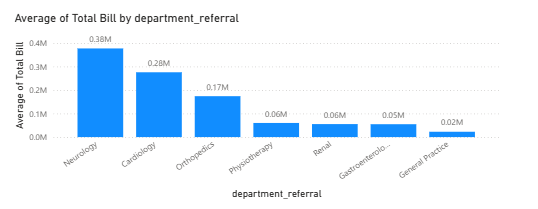 Average of Total Bill by department_referral
Average of Total Bill
0.4M
0.3M
0.2M
0.1M
0.0M
0.38M
0.28M
0.17M
0.06M
0.06M
0.05M
0.02M
Neurology
Cardiology
Orthopedics
Physiotherapy
Renal
Gastroenterolo...
General Practice
department_referral